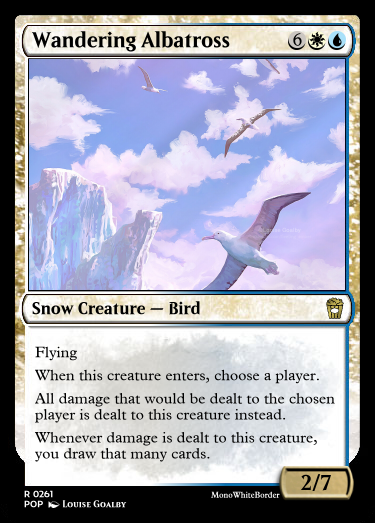 Wandering Albatross 6
Snow Creature — Bird
Flying
When this creature enters, choose a player.
All damage that would be dealt to the chosen
player is dealt to this creature instead.
Whenever damage is dealt to this creature,
you draw that many cards.
2/7
R 0261
MonoWhiteBorder
POP Louise Goalby